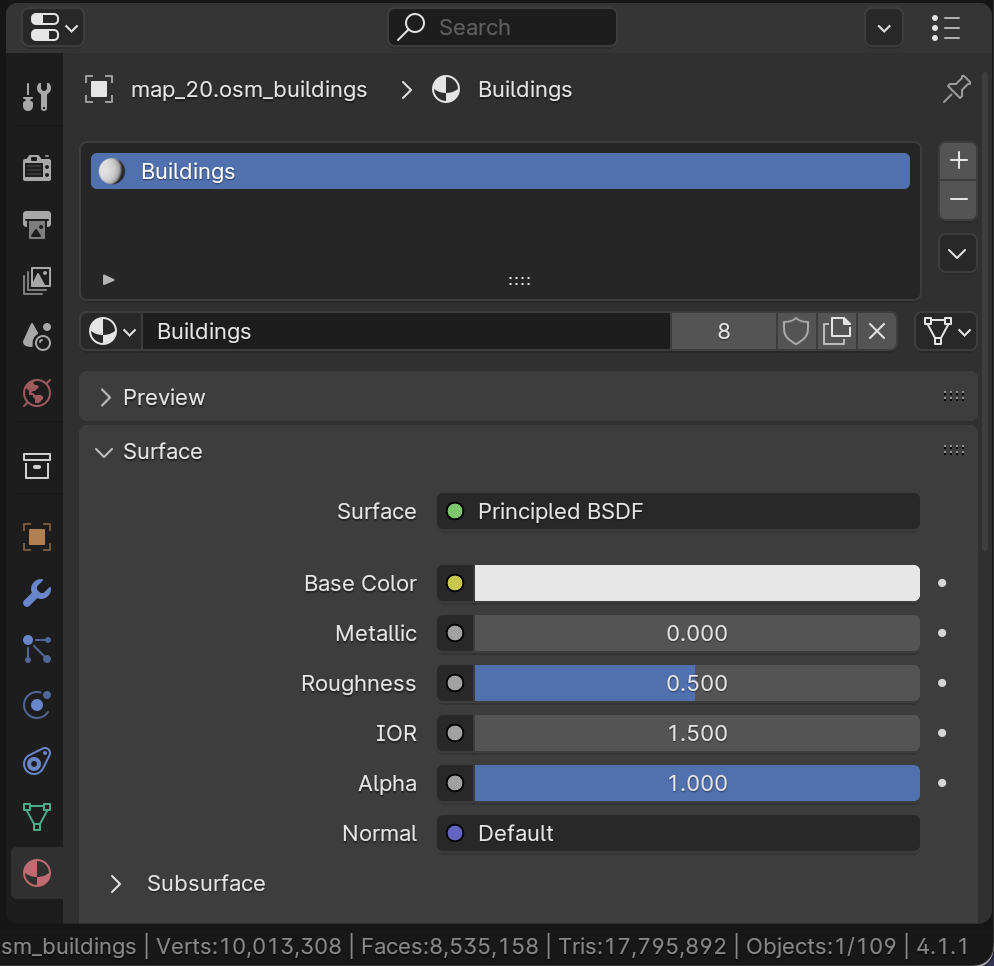 Search
map_20.osm_buildings > Buildings
Buildings
Buildings 8
Preview
Surface
Surface Principled BSDF
Base Color
Metallic 0.000
Roughness 0.500
IOR 1.500
Alpha 1.000
Normal Default
Subsurface
sm_buildings | Verts:10,013,308 | Faces:8,535,158 | Tris:17,795,892 | Objects:1/109 | 4.1.1